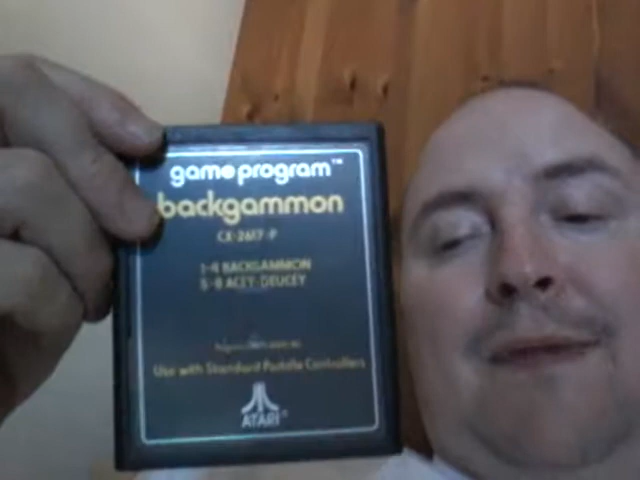 game program™
backgammon
CX-2617-P
1-4 BACKGAMMON
5-8 ACEY-DEUCEY
Use with Standard Paddle Controllers
ATARI®